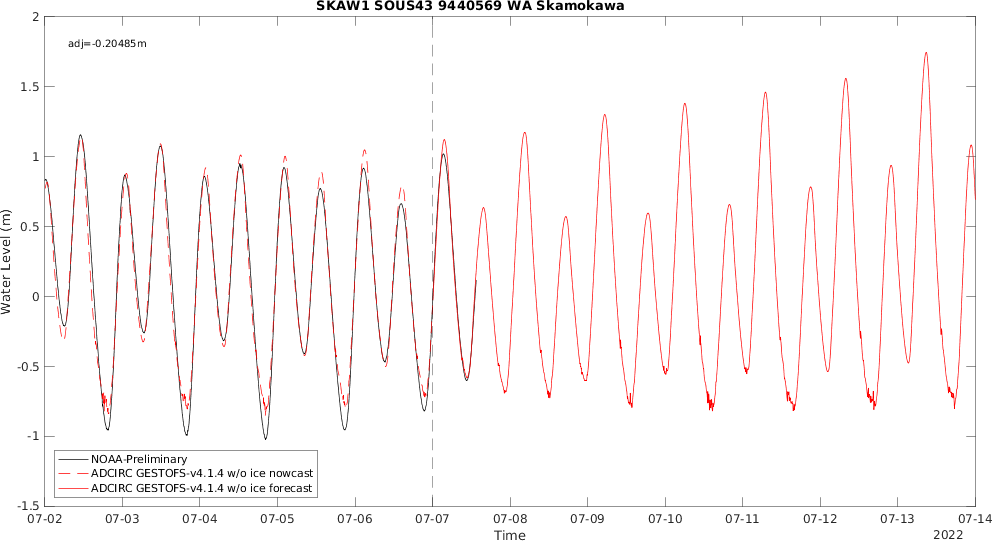 SKAW1 SOUS43 9440569 WA Skamokawa
adj=-0.20485m
2
1.5
1
0.5
0
-0.5
-1
-1.5
Water Level (m)
NOAA-Preliminary
ADCIRC GESTOFS-v4.1.4 w/o ice nowcast
ADCIRC GESTOFS-v4.1.4 w/o ice forecast
07-02 07-03 07-04 07-05 07-06 07-07 07-08 07-09 07-10 07-11 07-12 07-13 07-14
Time
2022